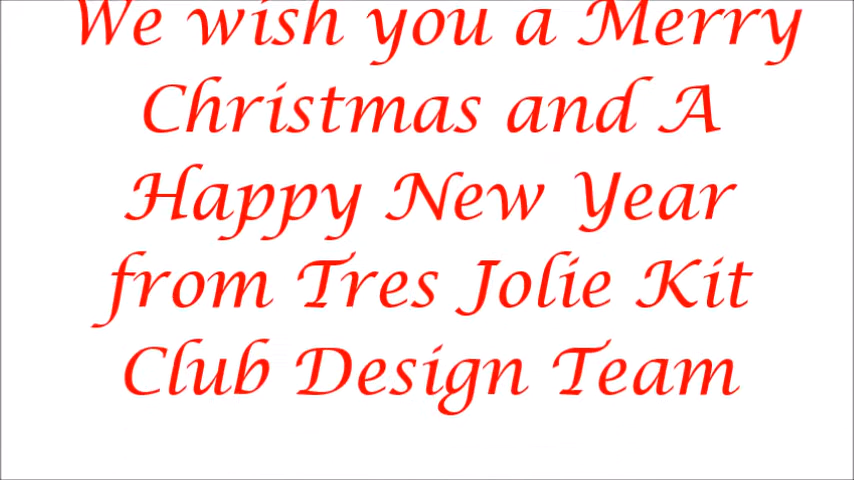 We wish you a Merry
Christmas and A
Happy New Year
from Tres Jolie Kit
Club Design Team